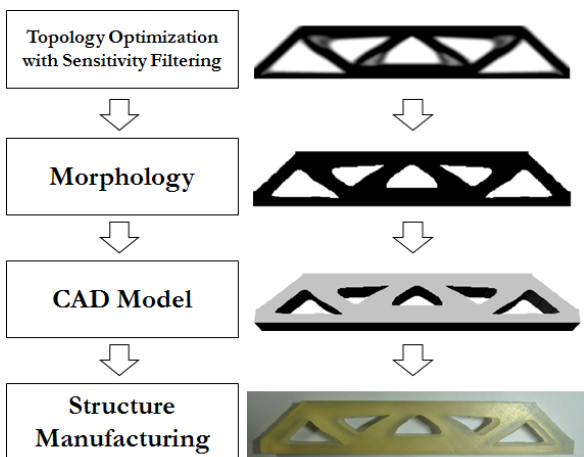 Topology Optimization
with Sensitivity Filtering
Morphology
CAD Model
Structure
Manufacturing